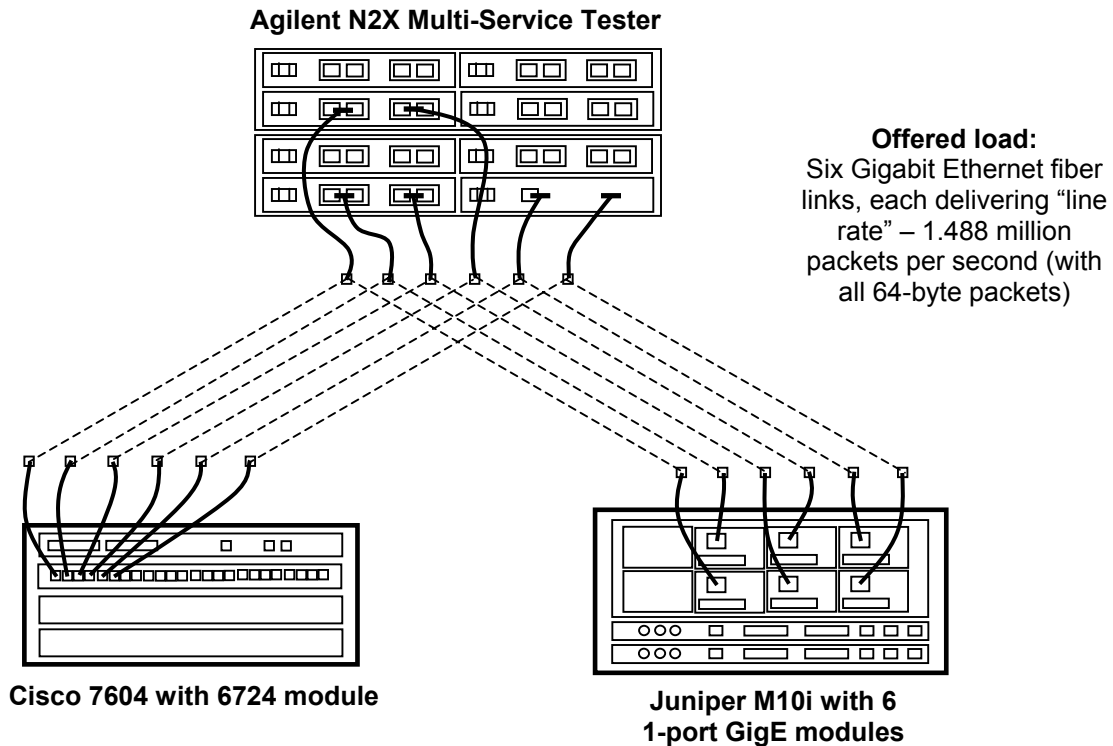 Agilent N2X Multi-Service Tester
Offered load:
Six Gigabit Ethernet fiber
links, each delivering “line
rate” – 1.488 million
packets per second (with
all 64-byte packets)
Cisco 7604 with 6724 module
Juniper M10i with 6
1-port GigE modules